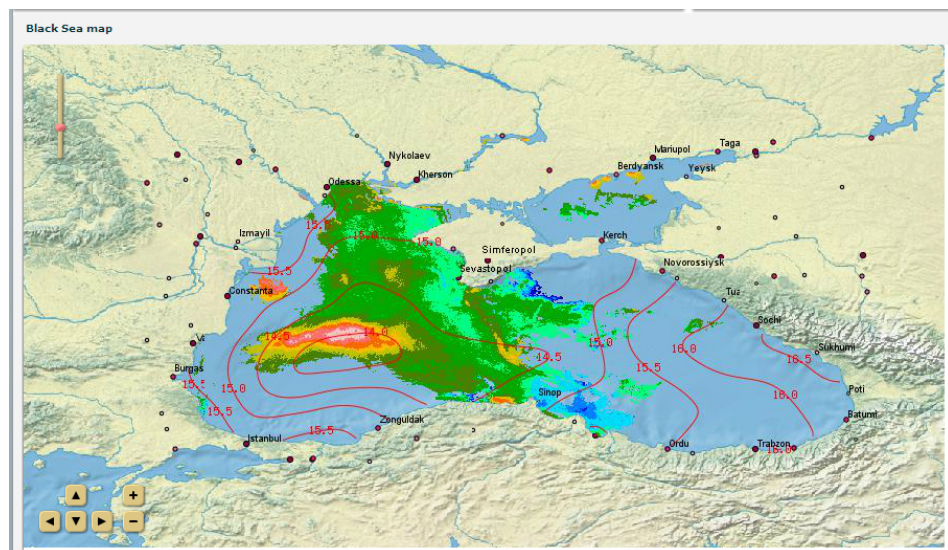 Black Sea map
Taga
Mariupol
Nykolaev
Berdyansk
Yeysk
Kherson
Odessa
15.5
Izmayil
15.0
15.0
Kerch
Simferopol
Sevastopol
Novorossiysk
15.5
Constanta
Tua
Sochi
14.5
14.0
15.0
16.0
Sukhumi
14.5
16.5
Burgas
15.5
15.0
15.5
Poti
Sinop
16.0
15.5
Batumi
Zonguldak
15.5
Istanbul
Ordu
Trabzon
16.0
+
−